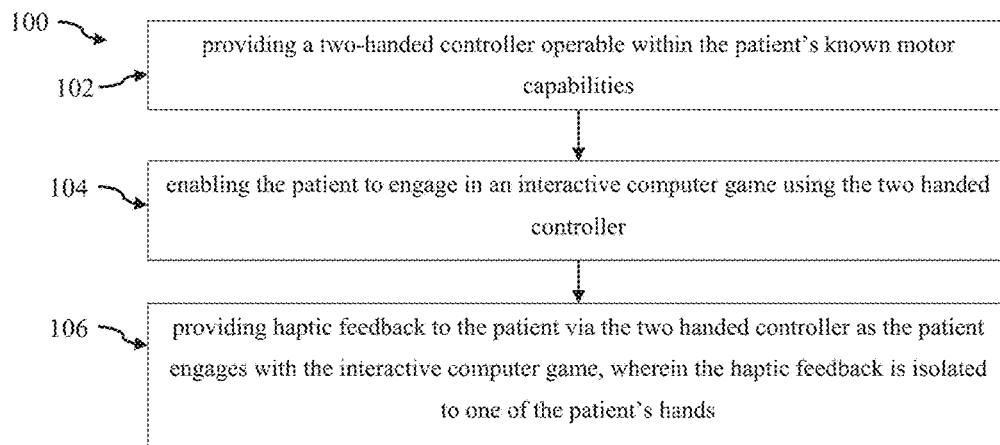 100
providing a two-handed controller operable within the patient's known motor
102
capabilities
104
enabling the patient to engage in an interactive computer game using the two handed
controller
106
providing haptic feedback to the patient via the two handed controller as the patient
engages with the interactive computer game, wherein the haptic feedback is isolated
to one of the patient's hands